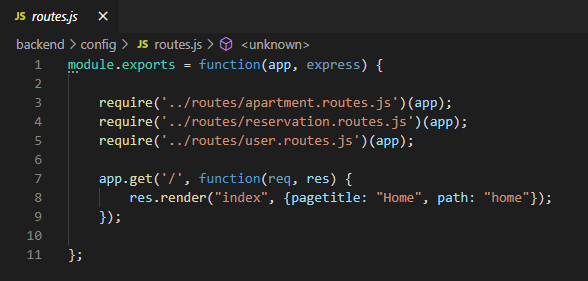 JS routes.js ×
backend > config > JS routes.js > <unknown>
1 module.exports = function(app, express) {
2
3     require('../routes/apartment.routes.js')(app);
4     require('../routes/reservation.routes.js')(app);
5     require('../routes/user.routes.js')(app);
6
7     app.get('/', function(req, res) {
8         res.render("index", {pagetitle: "Home", path: "home"});
9     });
10
11 };